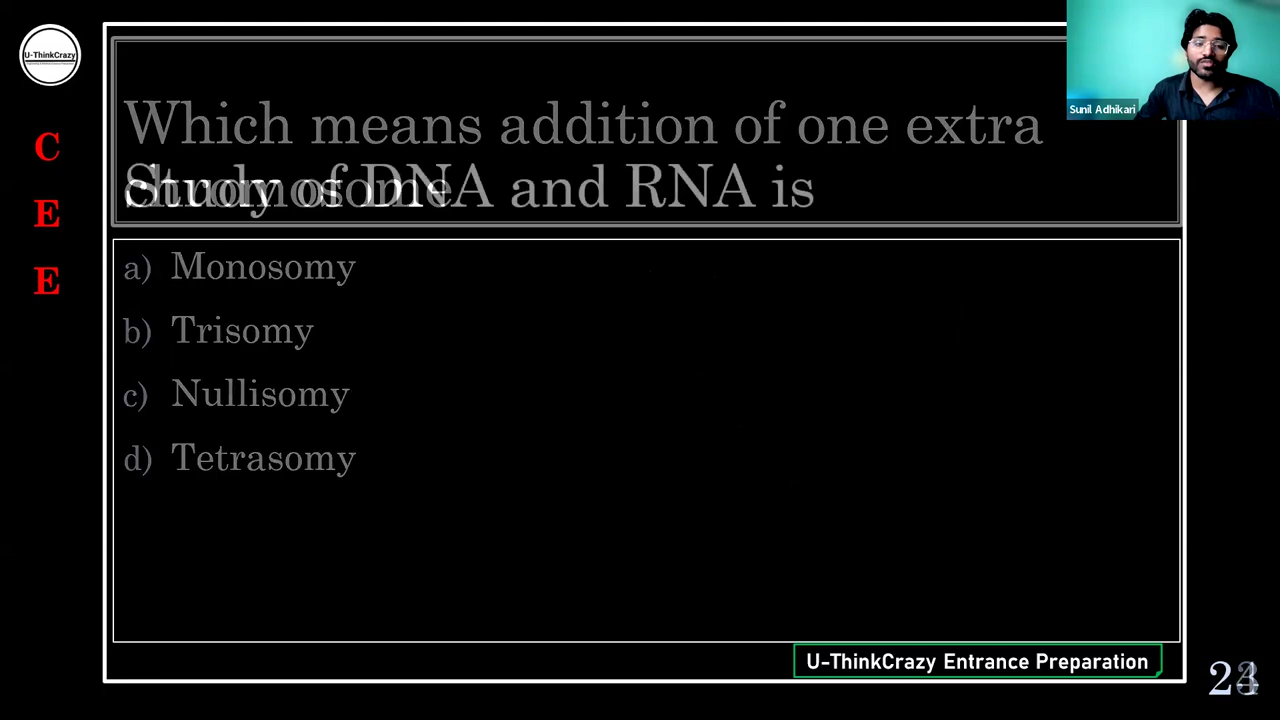 U-ThinkCrazy
C
E
E
Which means addition of one extra
chromosome
Study of DNA and RNA is
a) Monosomy
b) Trisomy
c) Nullisomy
d) Tetrasomy
Sunil Adhikari
U-ThinkCrazy Entrance Preparation